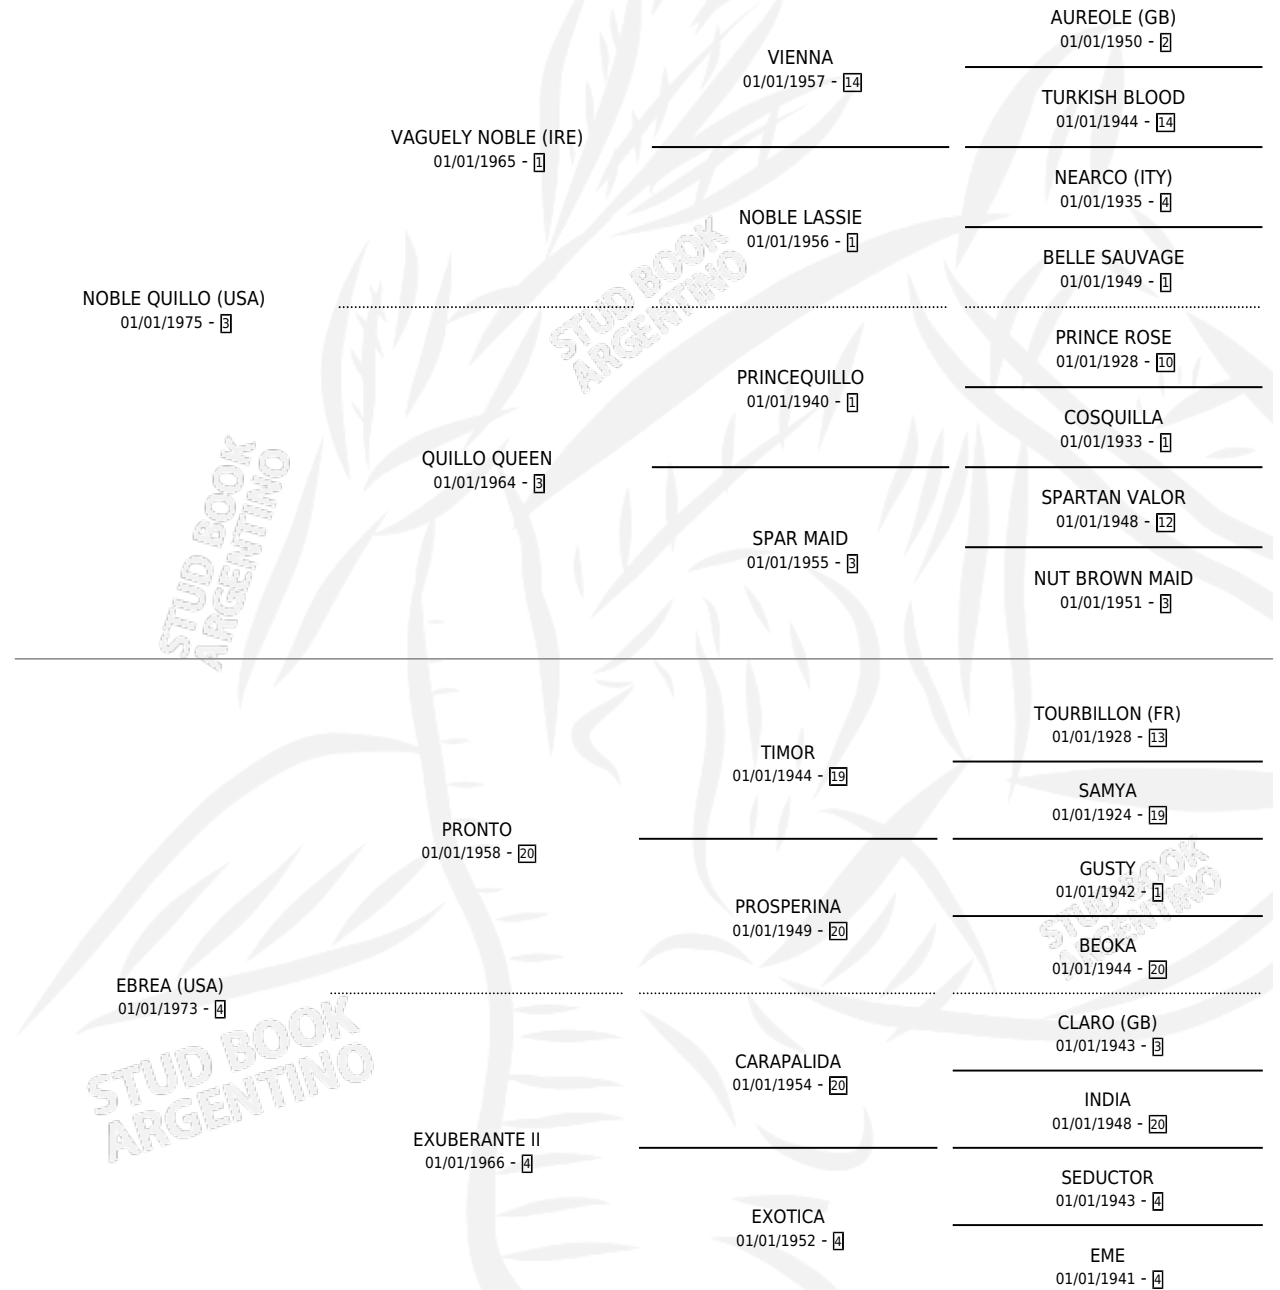 AUREOLE (GB)
01/01/1950 - 2
VIENNA
01/01/1957 - 14
TURKISH BLOOD
01/01/1944 - 14
VAGUELY NOBLE (IRE)
01/01/1965 - 1
NEARCO (ITY)
01/01/1935 - 4
NOBLE LASSIE
01/01/1956 - 1
BELLE SAUVAGE
01/01/1949 - 1
NOBLE QUILLO (USA)
01/01/1975 - 3
PRINCE ROSE
01/01/1928 - 10
PRINCEQUILLO
01/01/1940 - 1
COSQUILLA
01/01/1933 - 1
QUILLO QUEEN
01/01/1964 - 3
SPARTAN VALOR
01/01/1948 - 12
SPAR MAID
01/01/1955 - 3
NUT BROWN MAID
01/01/1951 - 3
TOURBILLON (FR)
01/01/1928 - 13
TIMOR
01/01/1944 - 19
SAMYA
01/01/1924 - 19
PRONTO
01/01/1958 - 20
GUSTY
01/01/1942 - 1
PROSPERINA
01/01/1949 - 20
BEOKA
01/01/1944 - 20
EBREA (USA)
01/01/1973 - 4
CLARO (GB)
01/01/1943 - 3
CARAPALIDA
01/01/1954 - 20
INDIA
01/01/1948 - 20
EXUBERANTE II
01/01/1966 - 4
SEDUCTOR
01/01/1943 - 4
EXOTICA
01/01/1952 - 4
EME
01/01/1941 - 4
STUD BOOK
ARGENTINO
STUD BOOK
ARGENTINO
STUD BOOK
ARGENTINO
STUD BOOK
ARGENTINO